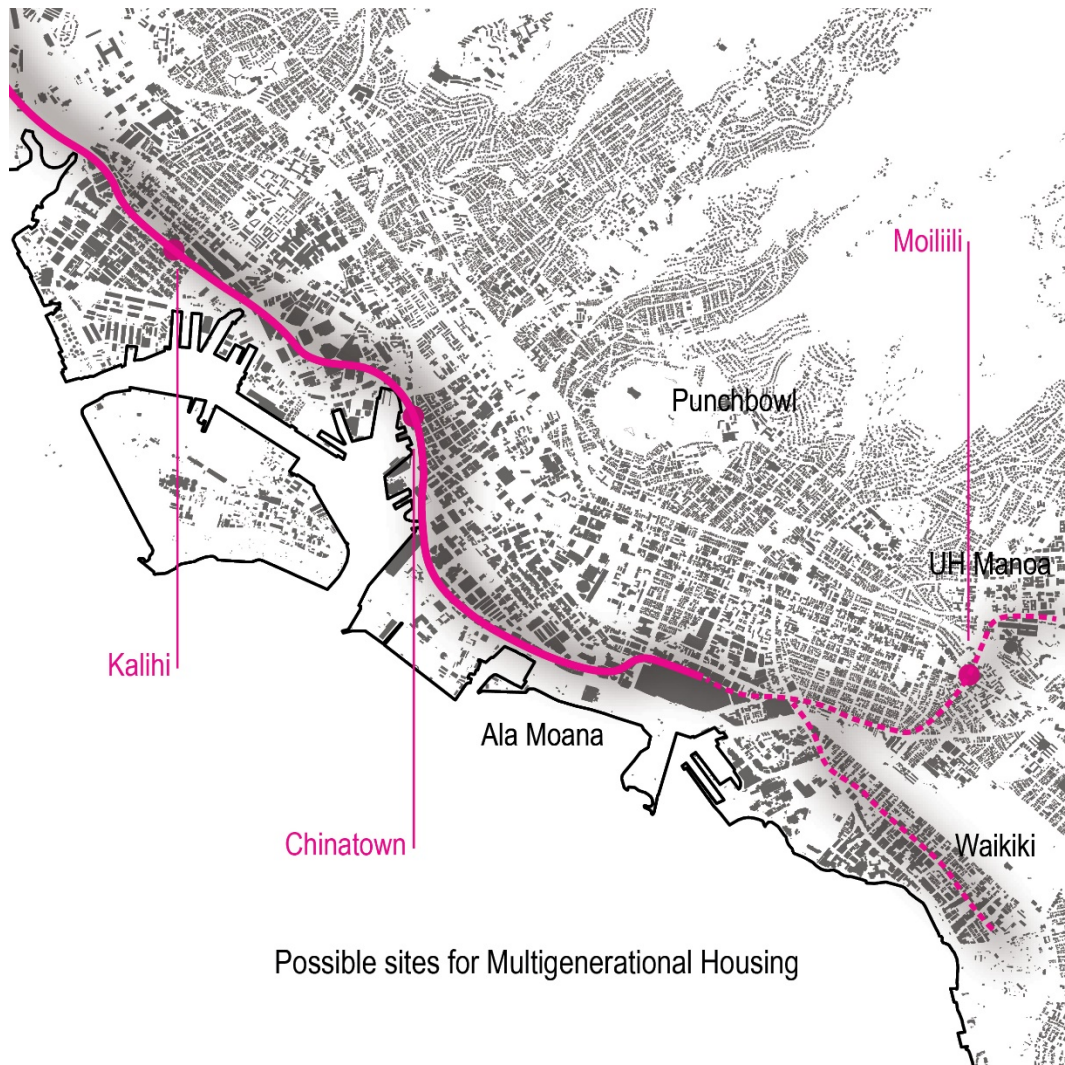 Moiliili
Punchbowl
UH Manoa
Kalihi
Ala Moana
Chinatown
Waikiki
Possible sites for Multigenerational Housing